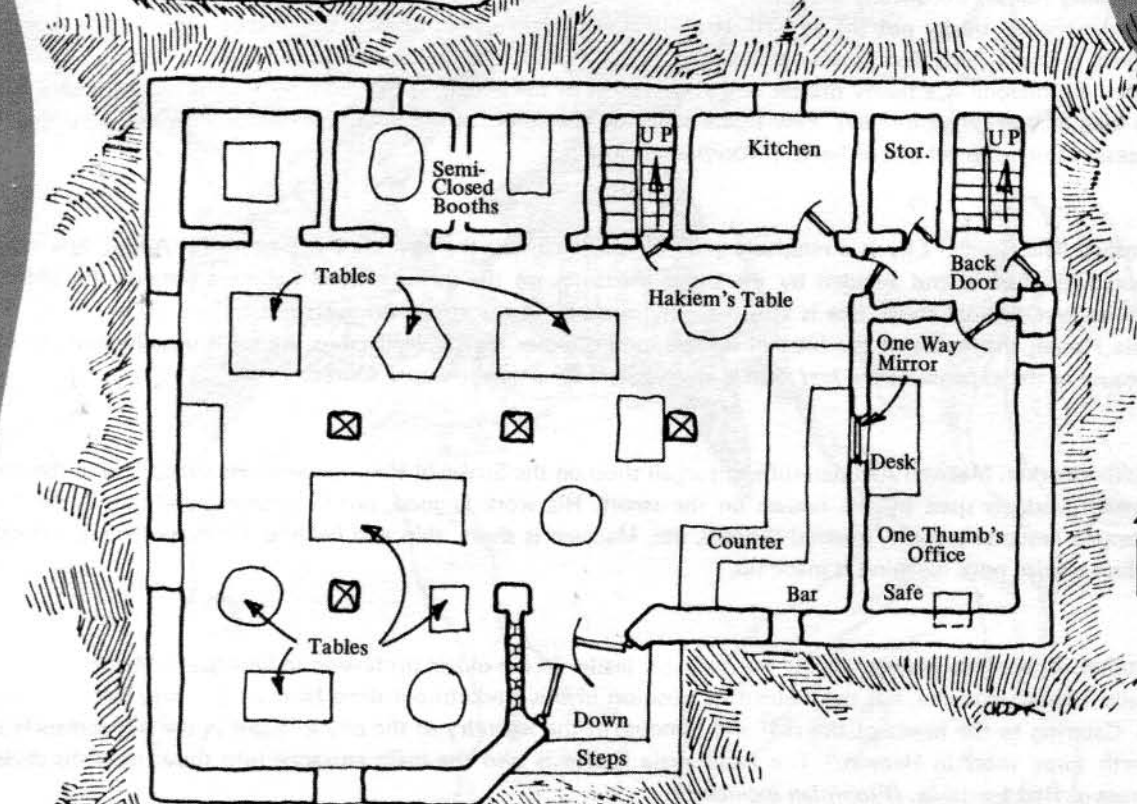 UP
Kitchen
Stor.
UP
Semi-
Closed
Booths
Tables
Hakiem's Table
Back
Door
One Way
Mirror
Desk
Counter
One Thumb's
Office
Bar
Safe
Tables
Down
Steps